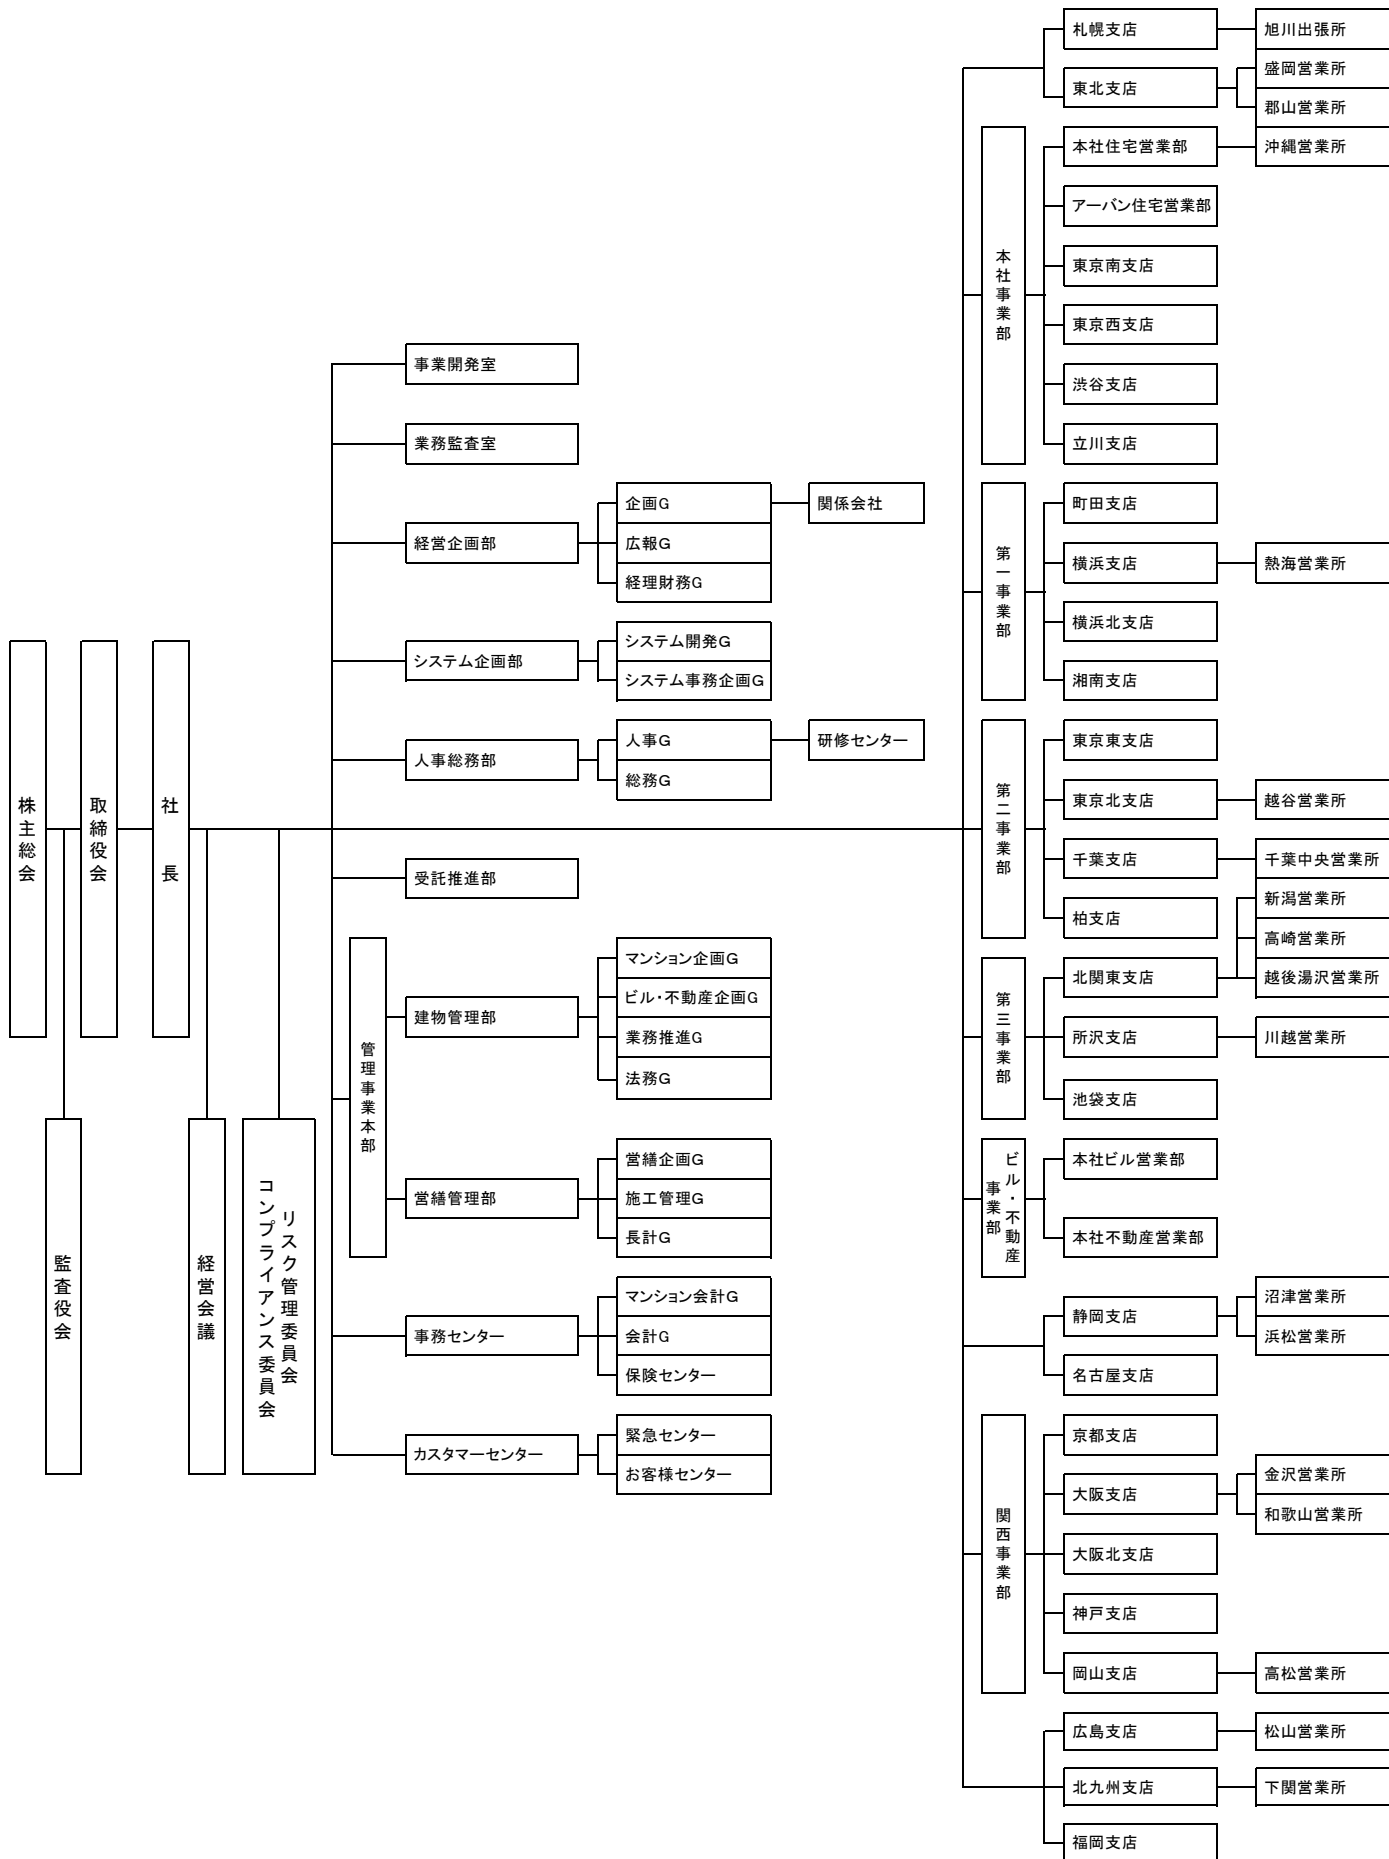 株主総会
取締役会
社長
監査役会
経営会議
リスク管理委員会
コンプライアンス委員会
事業開発室
業務監査室
経営企画部
企画G
関係会社
広報G
経理財務G
システム企画部
システム開発G
システム事務企画G
人事総務部
人事G
研修センター
総務G
受託推進部
管理事業本部
建物管理部
マンション企画G
ビル・不動産企画G
業務推進G
法務G
営繕管理部
営繕企画G
施工管理G
長計G
事務センター
マンション会計G
会計G
保険センター
カスタマーセンター
緊急センター
お客様センター
札幌支店
旭川出張所
東北支店
盛岡営業所
郡山営業所
本社事業部
本社住宅営業部
沖縄営業所
アーバン住宅営業部
東京南支店
東京西支店
渋谷支店
立川支店
第一事業部
町田支店
横浜支店
熱海営業所
横浜北支店
湘南支店
第二事業部
東京東支店
東京北支店
越谷営業所
千葉支店
千葉中央営業所
柏支店
第三事業部
北関東支店
新潟営業所
高崎営業所
越後湯沢営業所
所沢支店
川越営業所
池袋支店
ビル・不動産
事業部
本社ビル営業部
本社不動産営業部
静岡支店
沼津営業所
浜松営業所
名古屋支店
関西事業部
京都支店
大阪支店
金沢営業所
和歌山営業所
大阪北支店
神戸支店
岡山支店
高松営業所
広島支店
松山営業所
北九州支店
下関営業所
福岡支店